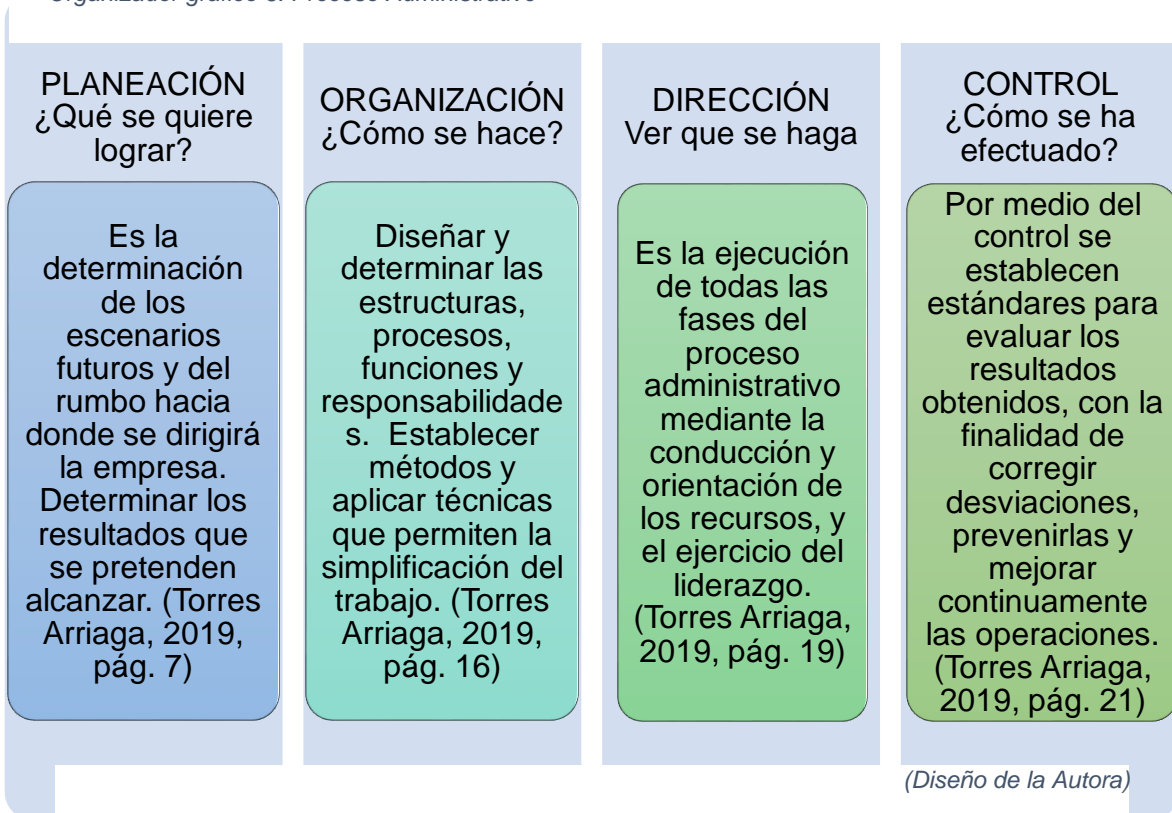 Organizador gráfico 3. Proceso Administrativo
PLANEACIÓN
¿Qué se quiere
lograr?
Es la
determinación
de los
escenarios
futuros y del
rumbo hacia
donde se dirigirá
la empresa.
Determinar los
resultados que
se pretenden
alcanzar. (Torres
Arriaga, 2019,
pág. 7)
ORGANIZACIÓN
¿Cómo se hace?
Diseñar y
determinar las
estructuras,
procesos,
funciones y
responsabilidade
s. Establecer
métodos y
aplicar técnicas
que permiten la
simplificación del
trabajo. (Torres
Arriaga, 2019,
pág. 16)
DIRECCIÓN
Ver que se haga
Es la ejecución
de todas las
fases del
proceso
administrativo
mediante la
conducción y
orientación de
los recursos, y
el ejercicio del
liderazgo.
(Torres Arriaga,
2019, pág. 19)
CONTROL
¿Cómo se ha
efectuado?
Por medio del
control se
establecen
estándares para
evaluar los
resultados
obtenidos, con la
finalidad de
corregir
desviaciones,
prevenirlas y
mejorar
continuamente
las operaciones.
(Torres Arriaga,
2019, pág. 21)
(Diseño de la Autora)